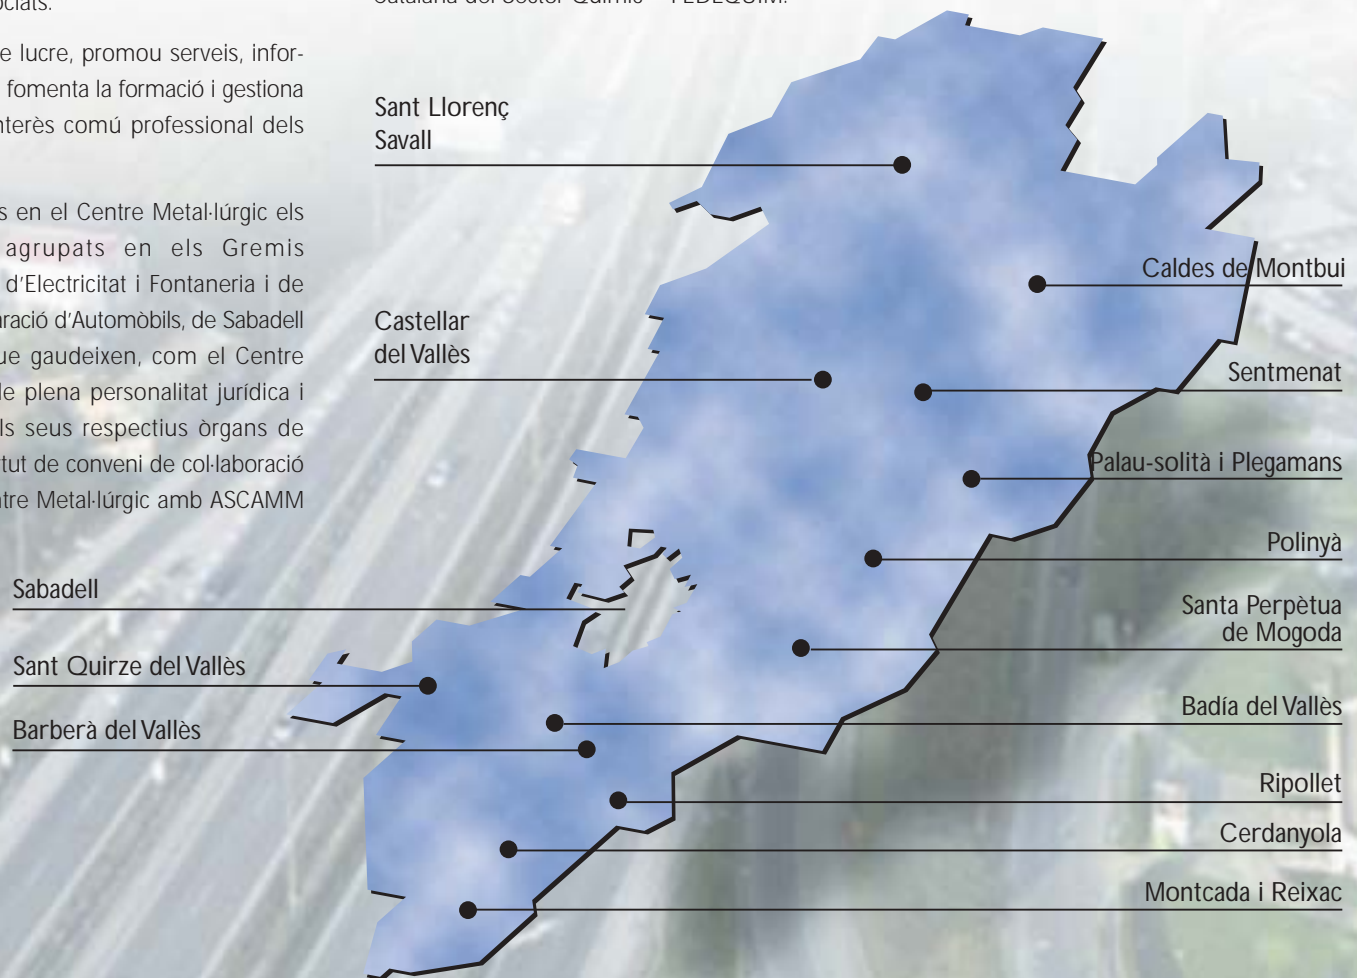 e lucre, promou serveis, infor-
fomenta la formació i gestiona
nterès comú professional dels
s en el Centre Metal·lúrgic els
agrupats en els Gremis
d'Electricitat i Fontaneria i de
ració d'Automòbils, de Sabadell
ue gaudeixen, com el Centre
e plena personalitat jurídica i
ls seus respectius òrgans de
tut de conveni de col·laboració
ntre Metal·lúrgic amb ASCAMM
Sant Llorenç
Savall
Castellar
del Vallès
Sabadell
Sant Quirze del Vallès
Barberà del Vallès
Caldes de Montbui
Sentmenat
Palau-solità i Plegamans
Polinyà
Santa Perpètua
de Mogoda
Badía del Vallès
Ripollet
Cerdanyola
Montcada i Reixac